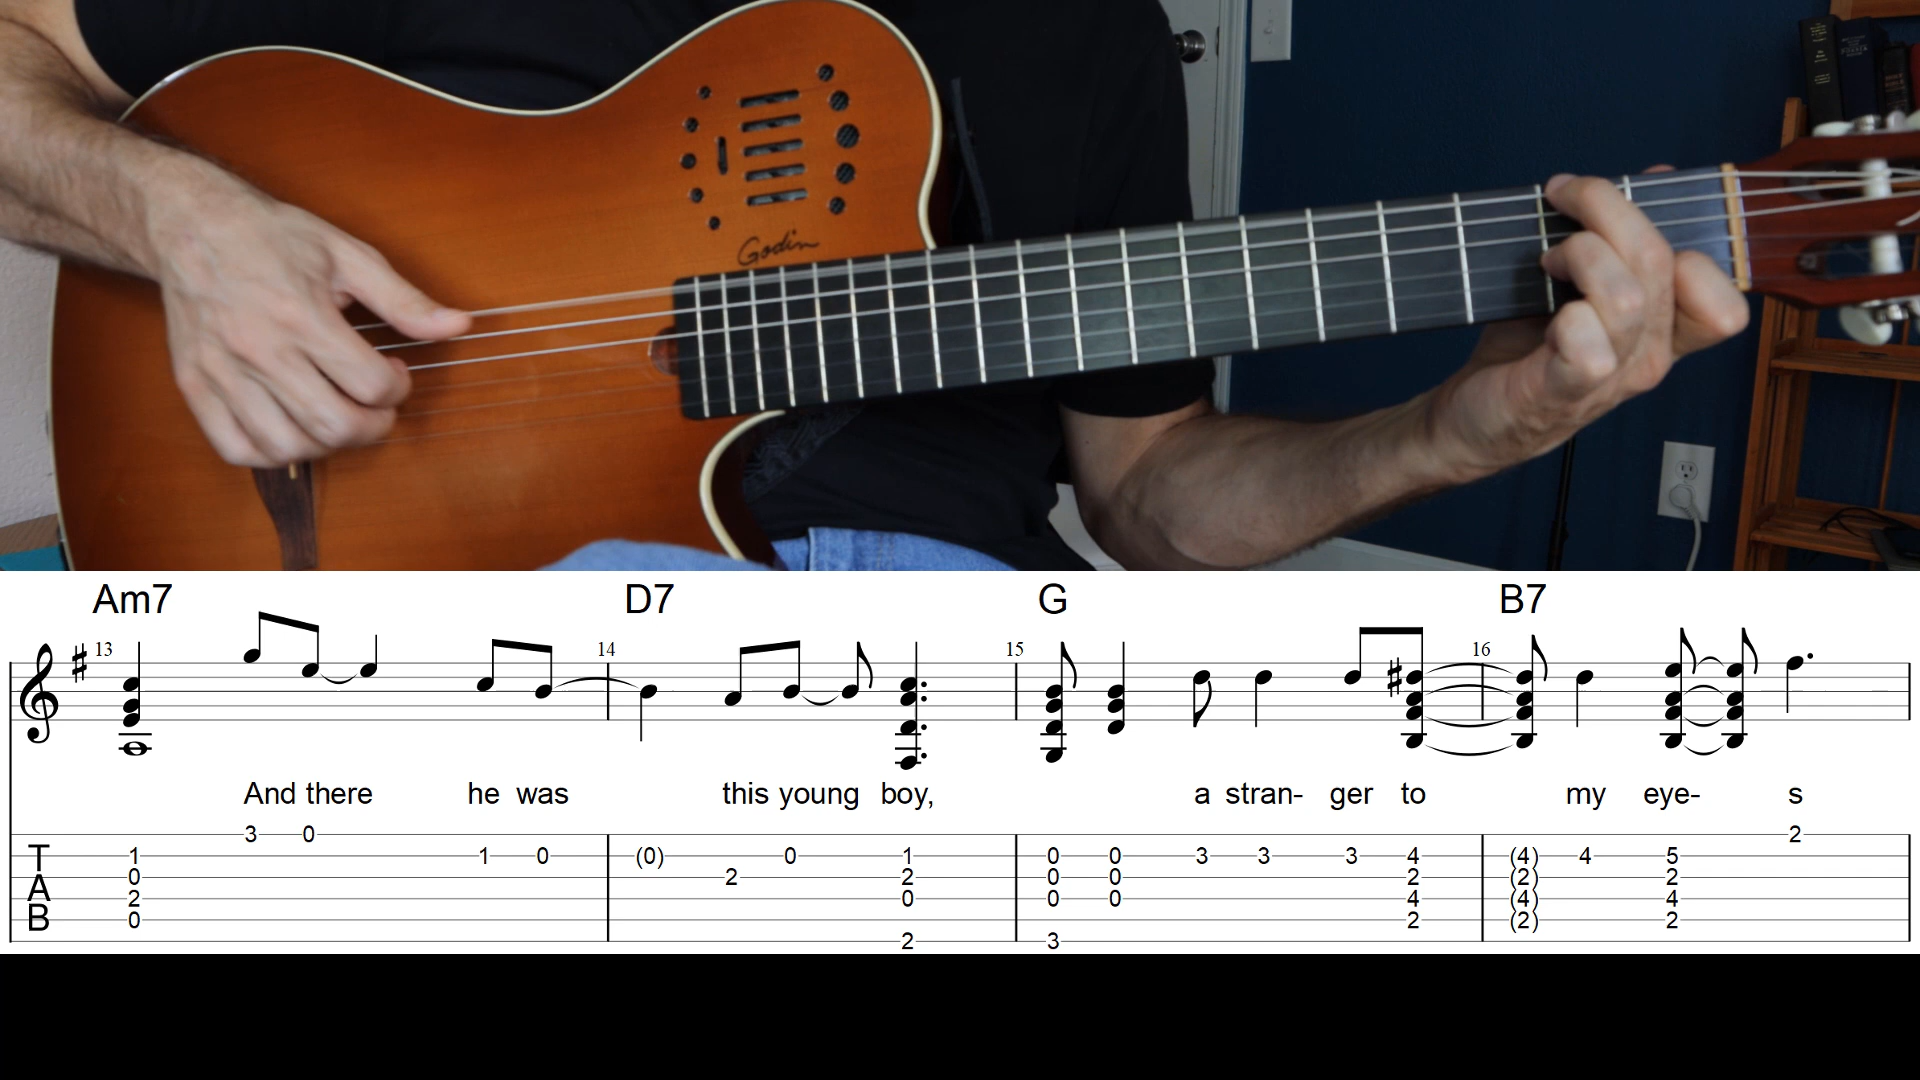 Godin
Am7 D7 G B7
13 14 15 16
And there he was this young boy, a stran- ger to my eye- s
3 0 2
1 1 0 (0) 0 1 0 0 3 3 3 4 (4) 4 5
0 2 2 0 0 2 (2) 2
2 0 0 0 4 (4) 4
0 2 (2) 2
2 3
TAB